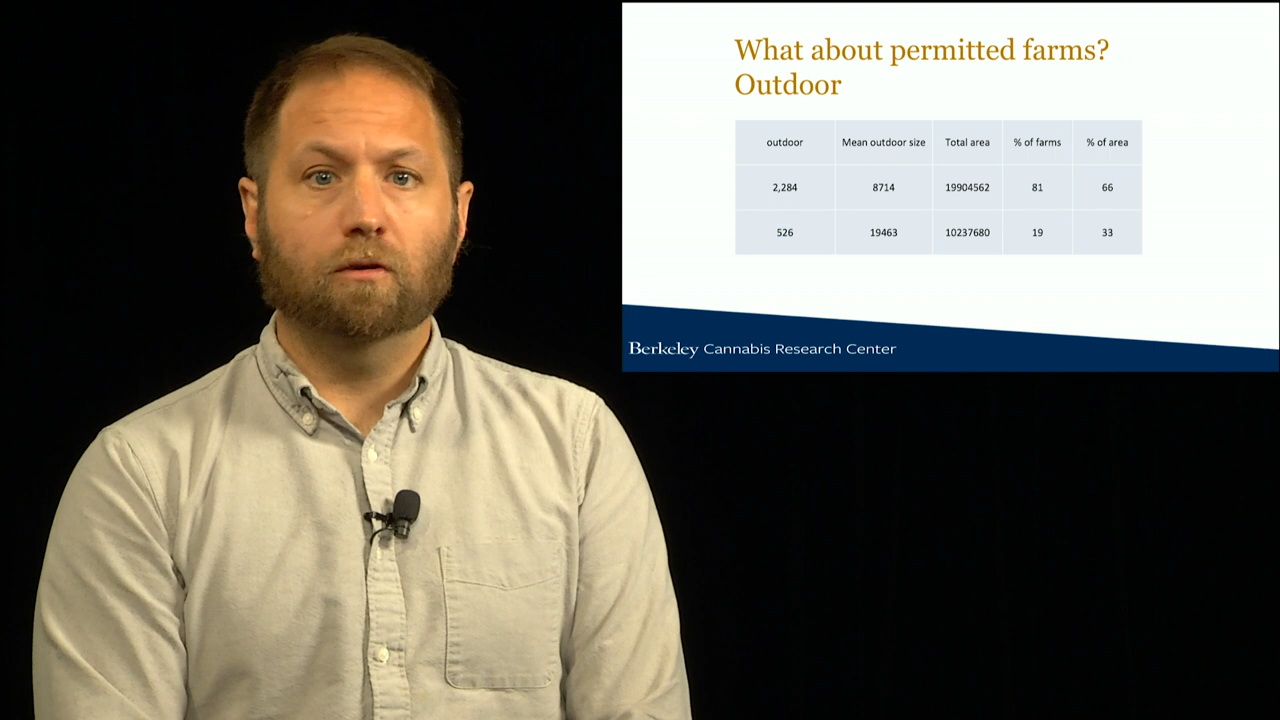 What about permitted farms?
Outdoor
outdoor Mean outdoor size Total area % of farms % of area
2,284 8714 19904562 81 66
526 19463 10237680 19 33
Berkeley Cannabis Research Center